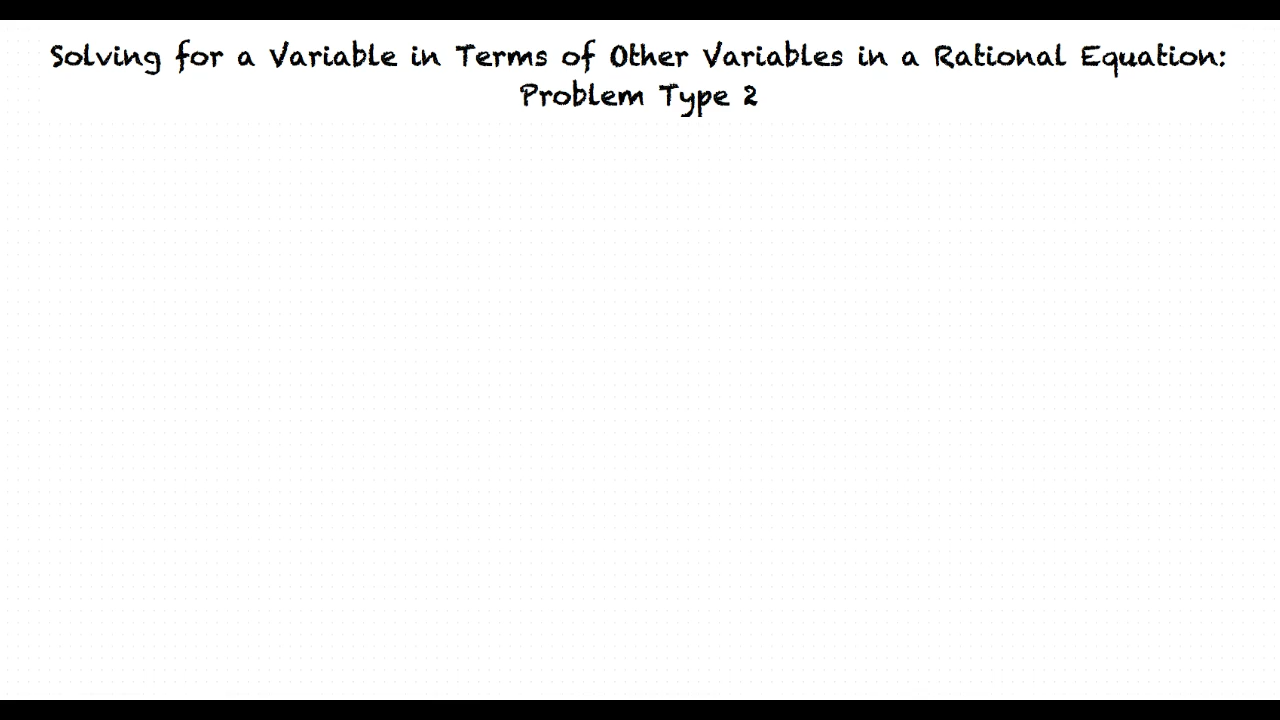 Solving for a Variable in Terms of Other Variables in a Rational Equation:
Problem Type 2